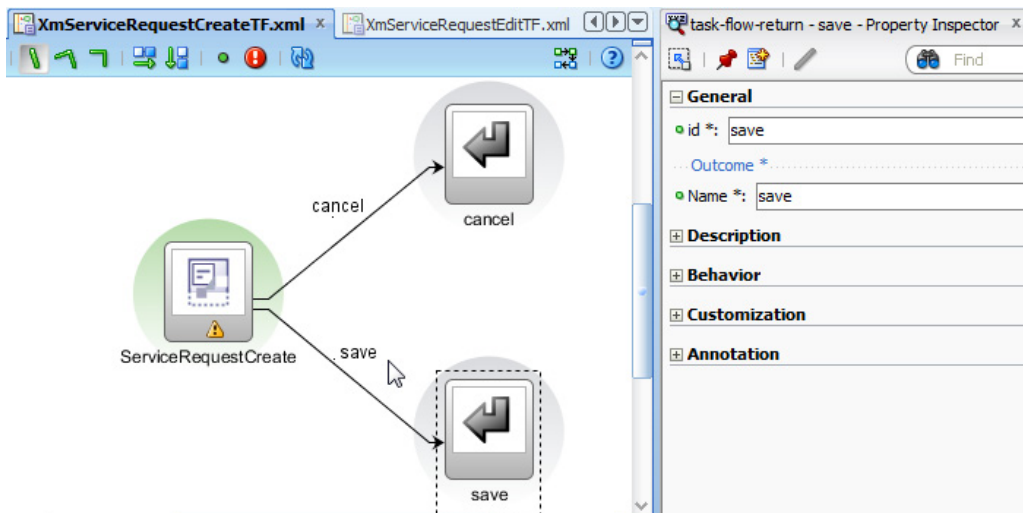 XmServiceRequestCreateTF.xml
XmServiceRequestEditTF.xml
task-flow-return - save - Property Inspector
Find
General
id *: save
Outcome *
Name *: save
Description
Behavior
Customization
Annotation
cancel
cancel
ServiceRequestCreate
save
save